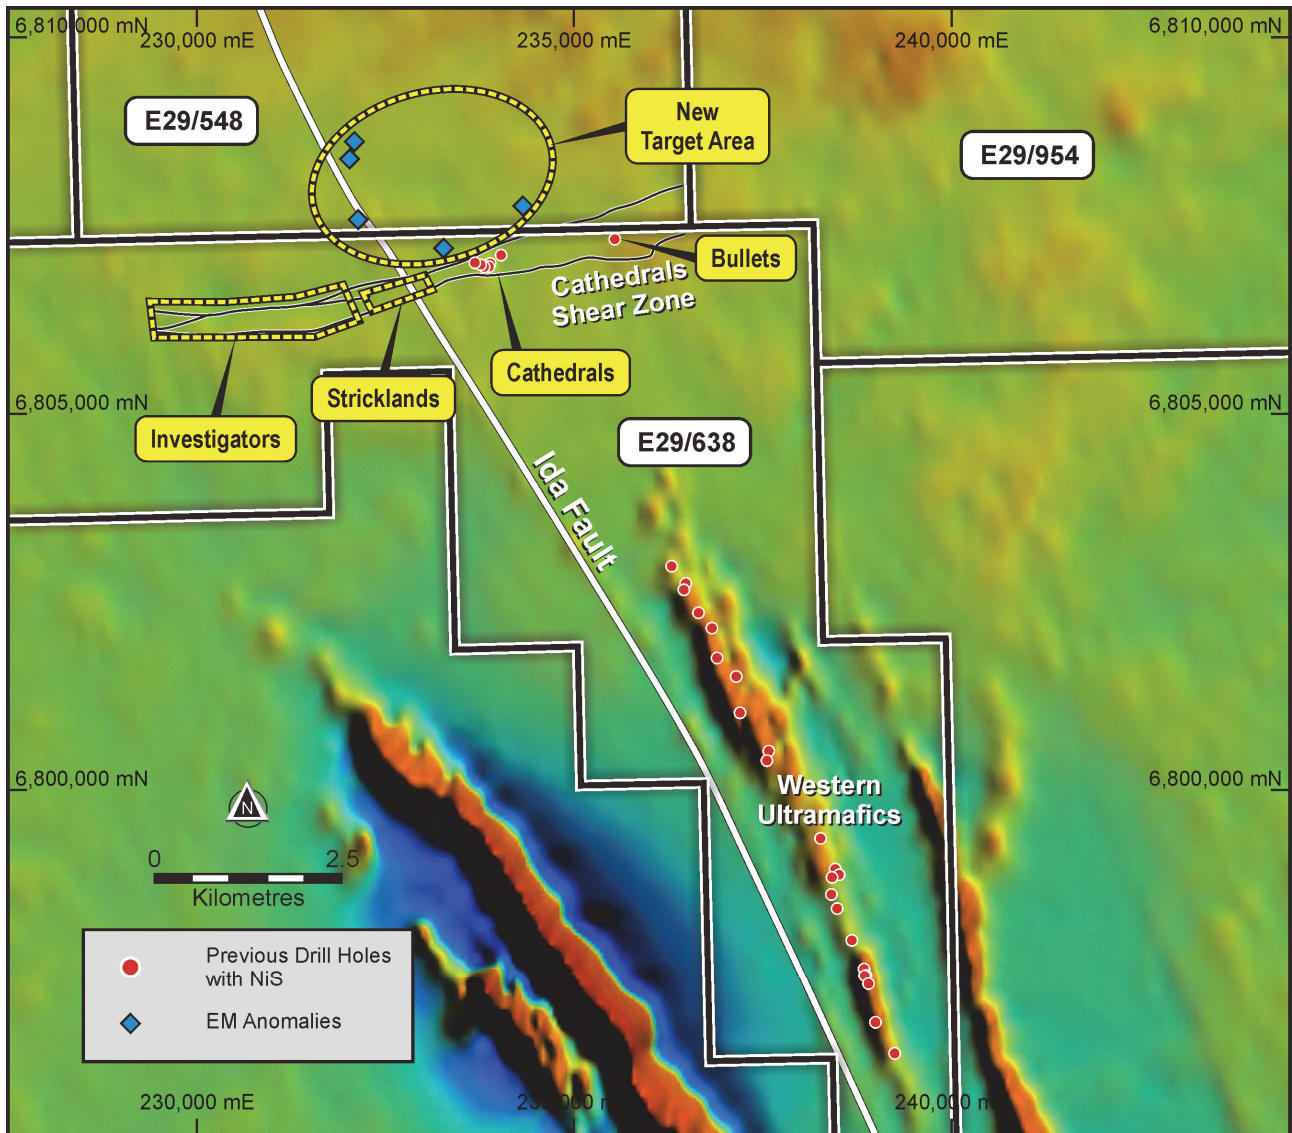 6,810,000 mN
230,000 mE
235,000 mE
240,000 mE
6,810,000 mN
E29/548
New
Target Area
E29/954
Bullets
Cathedrals
Shear Zone
Cathedrals
Stricklands
Investigators
6,805,000 mN
6,805,000 mN
E29/638
Ida Fault
6,800,000 mN
6,800,000 mN
Western
Ultramafics
N
0 2.5
Kilometres
Previous Drill Holes
with NiS
EM Anomalies
230,000 mE
235,000 m
240,000 m